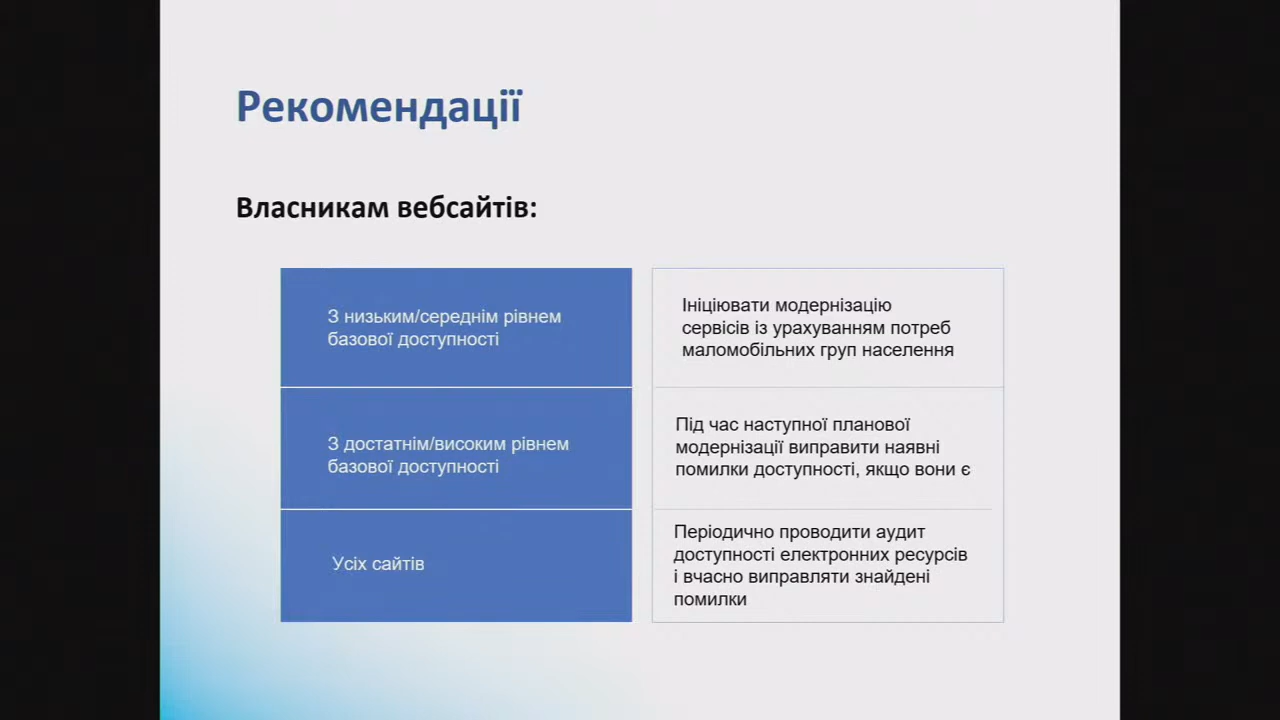 Рекомендації
Власникам вебсайтів:
З низьким/середнім рівнем
базової доступності
Ініціювати модернізацію
сервісів із урахуванням потреб
маломобільних груп населення
З достатнім/високим рівнем
базової доступності
Під час наступної планової
модернізації виправити наявні
помилки доступності, якщо вони є
Усіх сайтів
Періодично проводити аудит
доступності електронних ресурсів
і вчасно виправляти знайдені
помилки